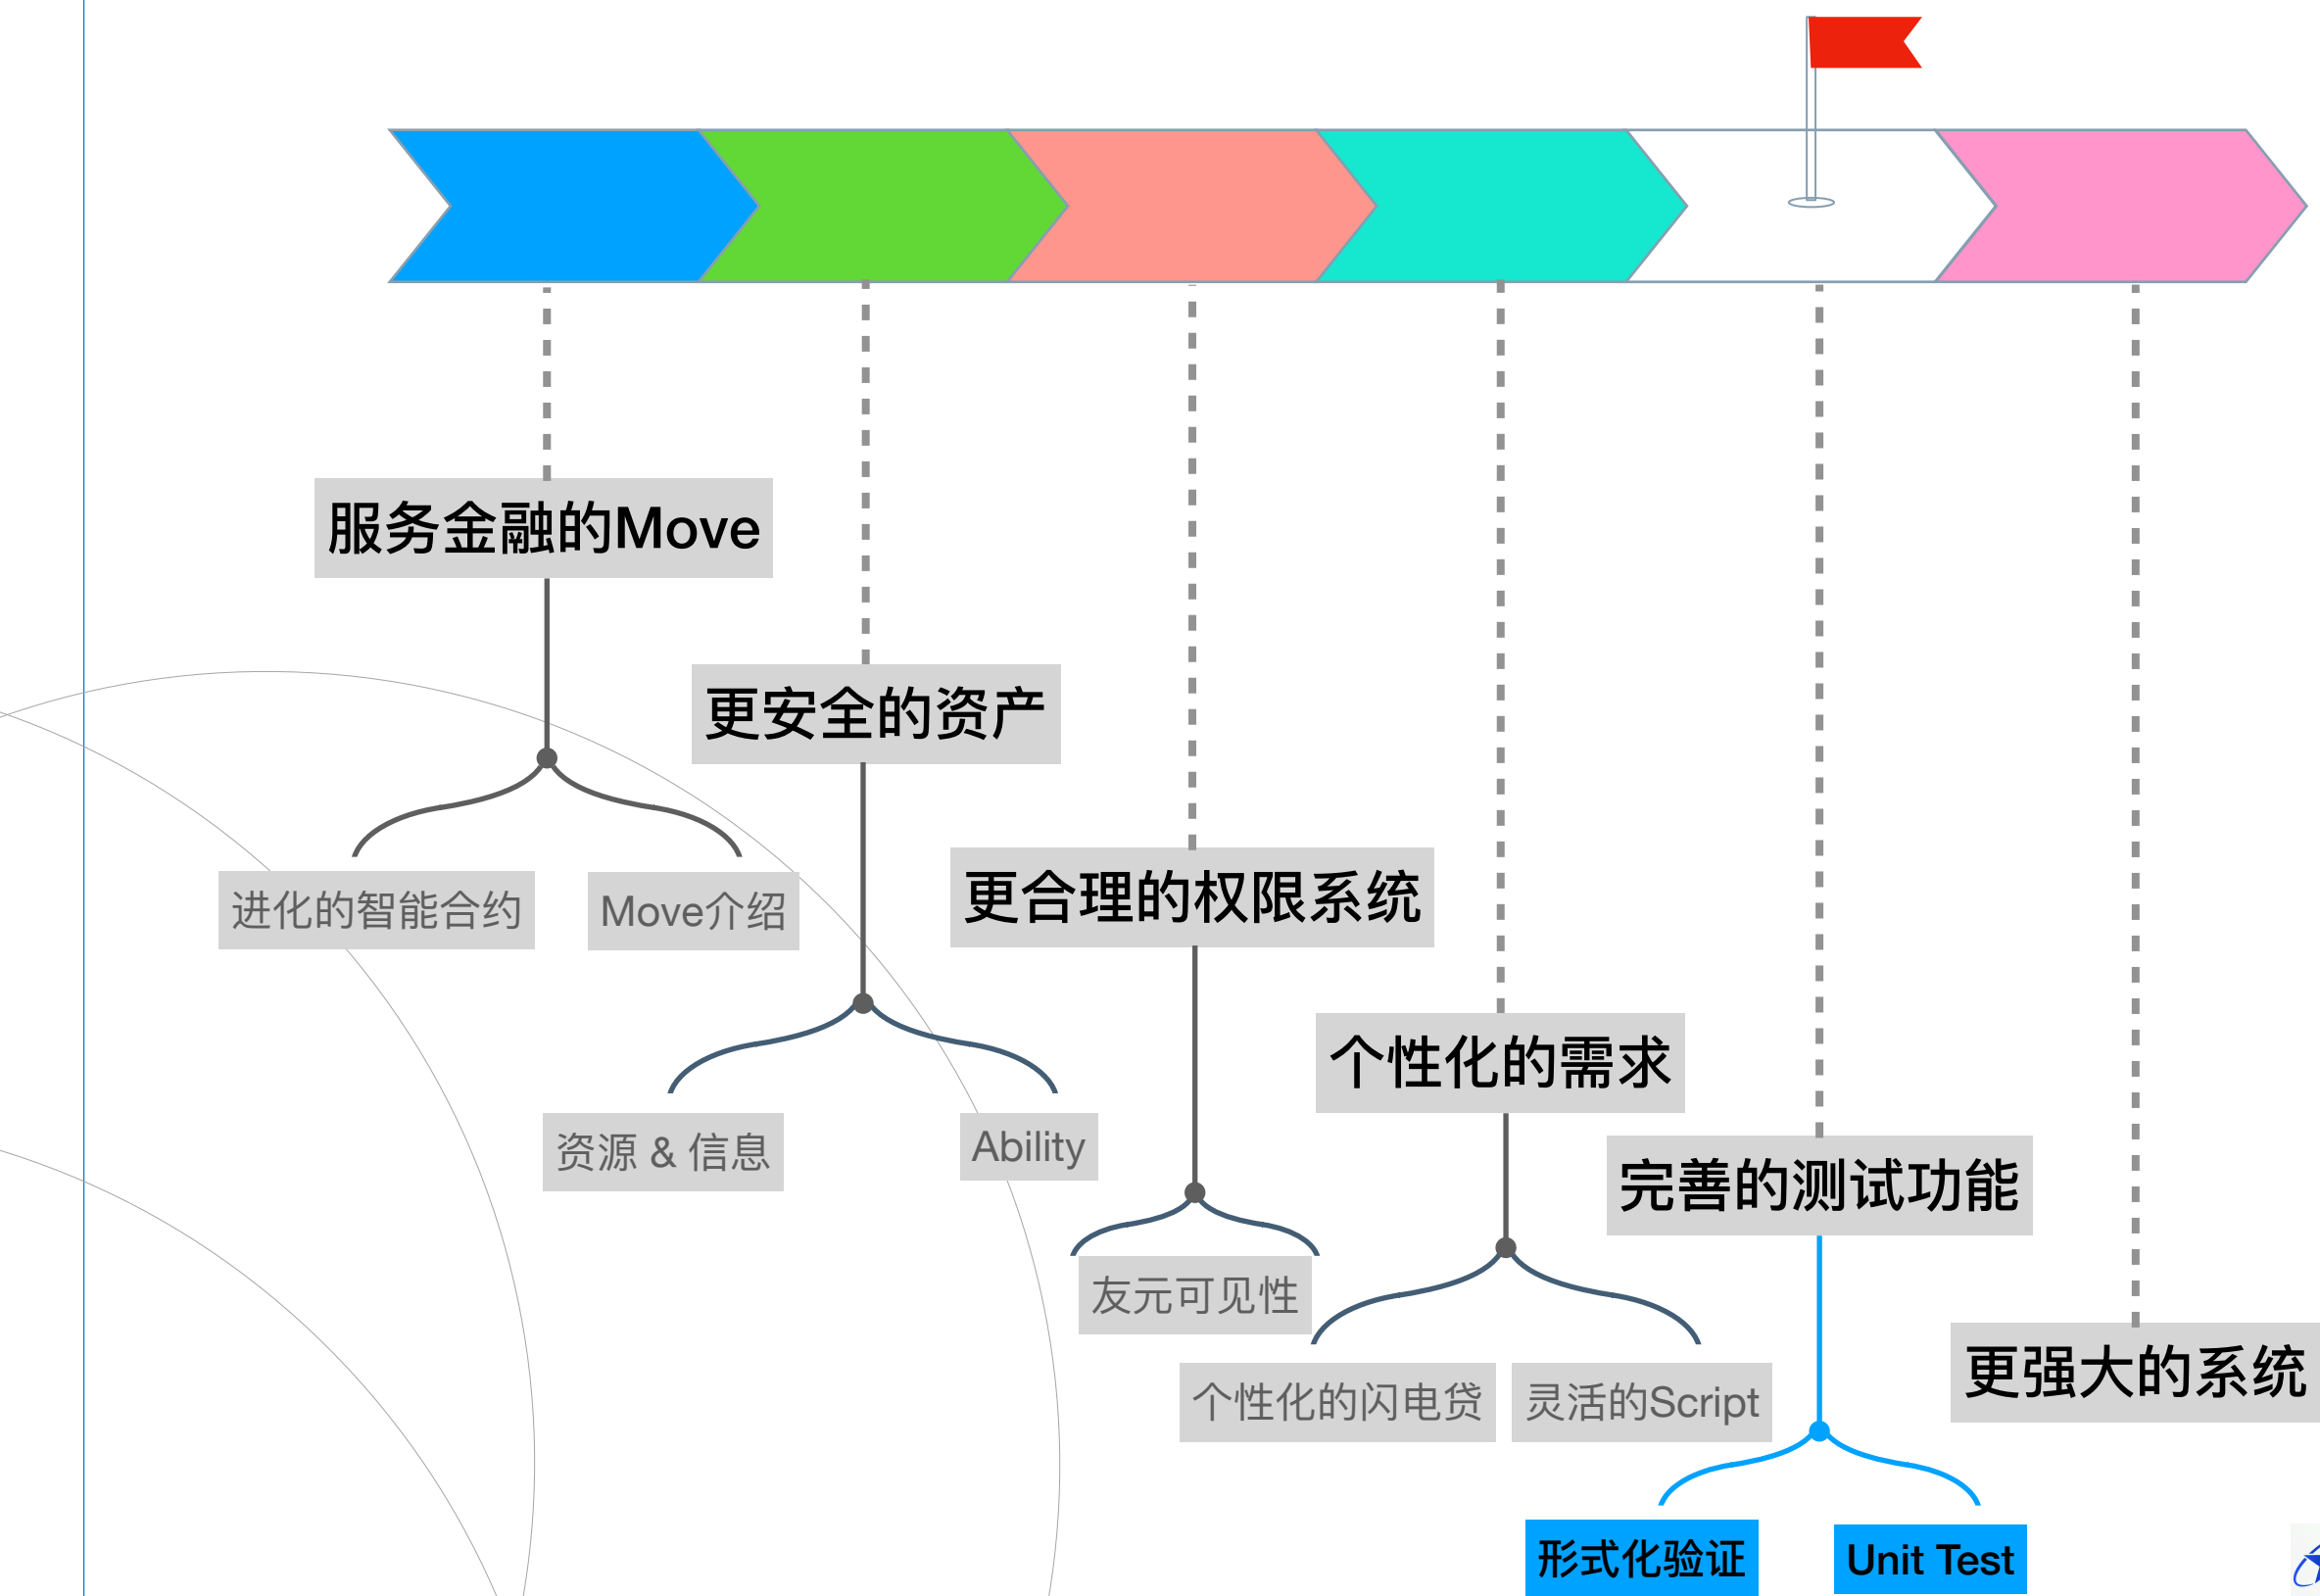 服务金融的Move
更安全的资产
更合理的权限系统
进化的智能合约
Move介绍
个性化的需求
资源 & 信息
Ability
完善的测试功能
友元可见性
更强大的系统
个性化的闪电贷
灵活的Script
形式化验证
Unit Test